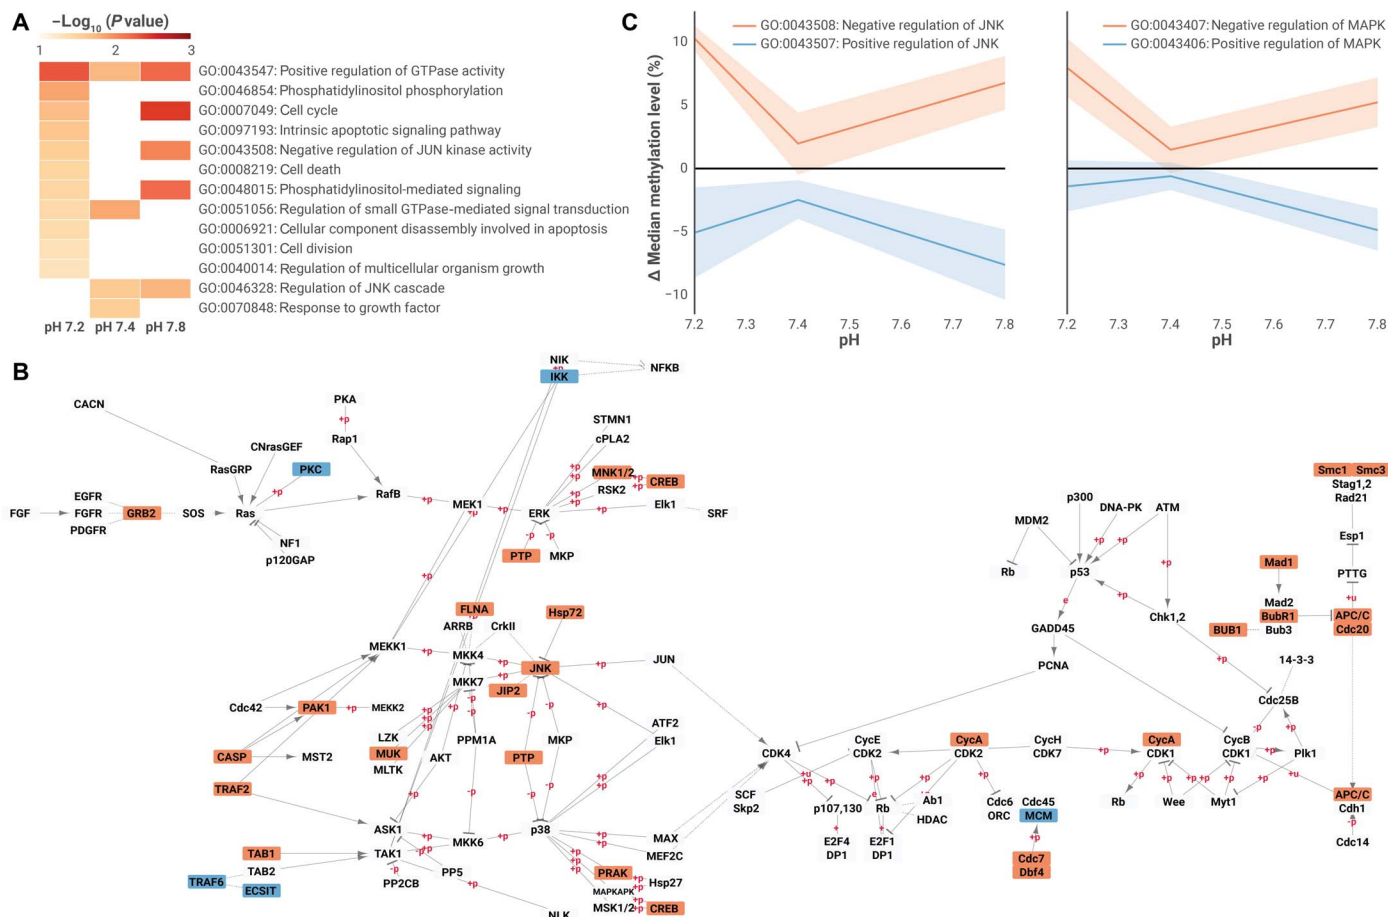 A
−Log10 (P value)
1 2 3
GO:0043547: Positive regulation of GTPase activity
GO:0046854: Phosphatidylinositol phosphorylation
GO:0007049: Cell cycle
GO:0097193: Intrinsic apoptotic signaling pathway
GO:0043508: Negative regulation of JUN kinase activity
GO:0008219: Cell death
GO:0048015: Phosphatidylinositol-mediated signaling
GO:0051056: Regulation of small GTPase-mediated signal transduction
GO:0006921: Cellular component disassembly involved in apoptosis
GO:0051301: Cell division
GO:0040014: Regulation of multicellular organism growth
GO:0046328: Regulation of JNK cascade
GO:0070848: Response to growth factor
pH 7.2 pH 7.4 pH 7.8
C
GO:0043508: Negative regulation of JNK
GO:0043507: Positive regulation of JNK
GO:0043407: Negative regulation of MAPK
GO:0043406: Positive regulation of MAPK
Δ Median methylation level (%)
10
5
0
−5
−10
7.2 7.3 7.4 7.5 7.6 7.7 7.8
pH
7.2 7.3 7.4 7.5 7.6 7.7 7.8
pH
B
NIK
IKK
+p
NFKB
CACN
PKA
+p
Rap1
CNrasGEF
RasGRP
PKC
+p
STMN1
cPLA2
+p
+p
MNK1/2
+p
CREB
RSK2
+p
+p
+p
RafB
+p
MEK1
+p
+p
ERK
+p
Elk1
SRF
EGFR
FGF
FGFR
GRB2
SOS
Ras
PDGFR
NF1
p120GAP
-p
-p
PTP
MKP
+p
+p
FLNA
Hsp72
ARRB
CrkII
MEKK1
+p
MKK4
+p
JNK
+p
JUN
MKK7
+p
JIP2
Cdc42
PAK1
+p
MEKK2
+p
+p
+p
-p
-p
-p
+p
LZK
MUK
MLTK
PPM1A
MKP
ATF2
Elk1
CASP
MST2
AKT
PTP
TRAF2
-p
-p
-p
+p
+p
+p
ASK1
+p
MKK6
+p
p38
+p
+p
MAX
MEF2C
TAB1
TAK1
+p
+p
TAB2
-p
PP5
TRAF6
ECSIT
PP2CB
+p
+p
+p
+p
PRAK
+p
Hsp27
MAPKAPK
+p
MSK1/2
+p
+p
CREB
NLK
p300
DNA-PK
ATM
MDM2
+p
+p
+p
Rb
p53
e
+p
Chk1,2
GADD45
PCNA
+p
Smc1 Smc3
Stag1,2
Rad21
Esp1
Mad1
PTTG
Mad2
+u
BubR1
APC/C
BUB1
Bub3
Cdc20
14-3-3
Cdc25B
-p
+p
CDK4
CycE
CDK2
CycA
CDK2
CycH
CDK7
+p
CycA
CDK1
CycB
CDK1
+p
Plk1
+u
+p
+p
+p
e
+p
+p
+p
+p
+p
+p
+p
+u
SCF
Skp2
p107,130
Rb
Ab1
HDAC
Cdc6
ORC
Cdc45
MCM
Rb
Wee
Myt1
APC/C
Cdh1
-p
Cdc14
+
+
+p
E2F4
DP1
E2F1
DP1
+p
Cdc7
Dbf4